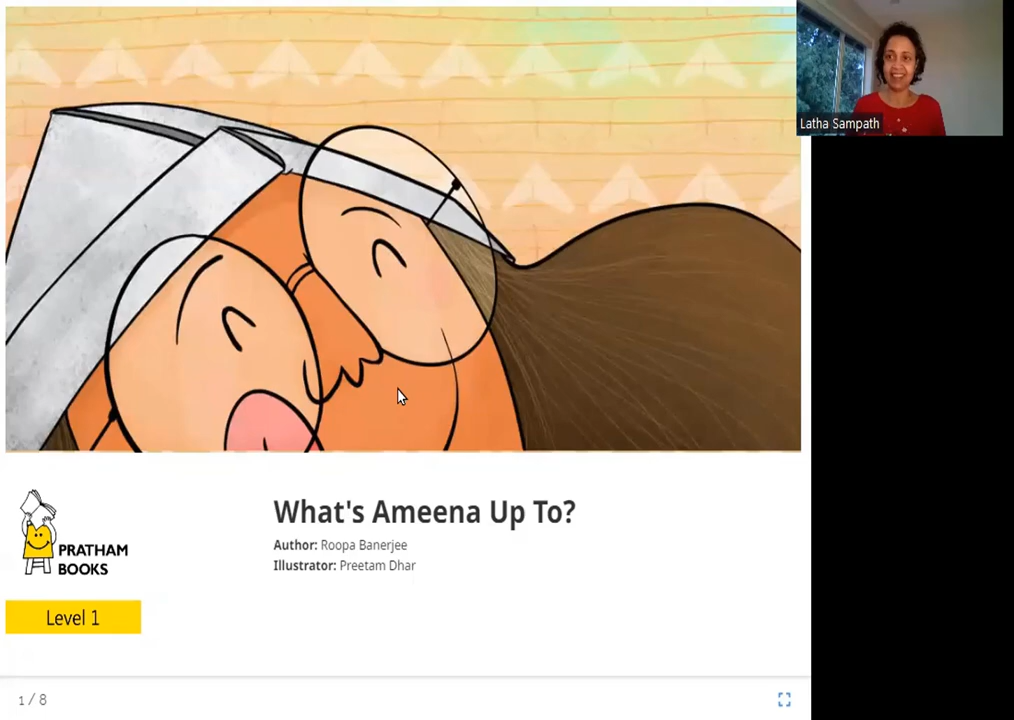 Latha Sampath
What's Ameena Up To?
Author: Roopa Banerjee
Illustrator: Preetam Dhar
PRATHAM
BOOKS
Level 1
1 / 8